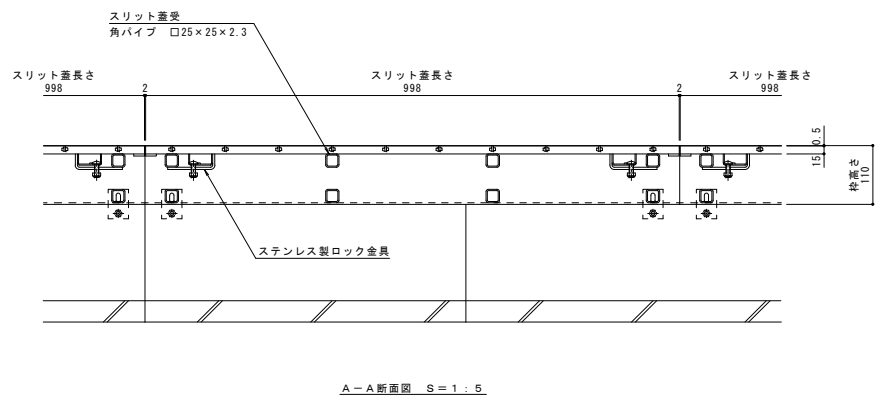 スリット蓋受
角パイプ □25×25×2.3
スリット蓋長さ
998
2
スリット蓋長さ
998
2
スリット蓋長さ
998
0.5
15
枠高さ
110
ステンレス製ロック金具
A－A断面図 S＝1：5